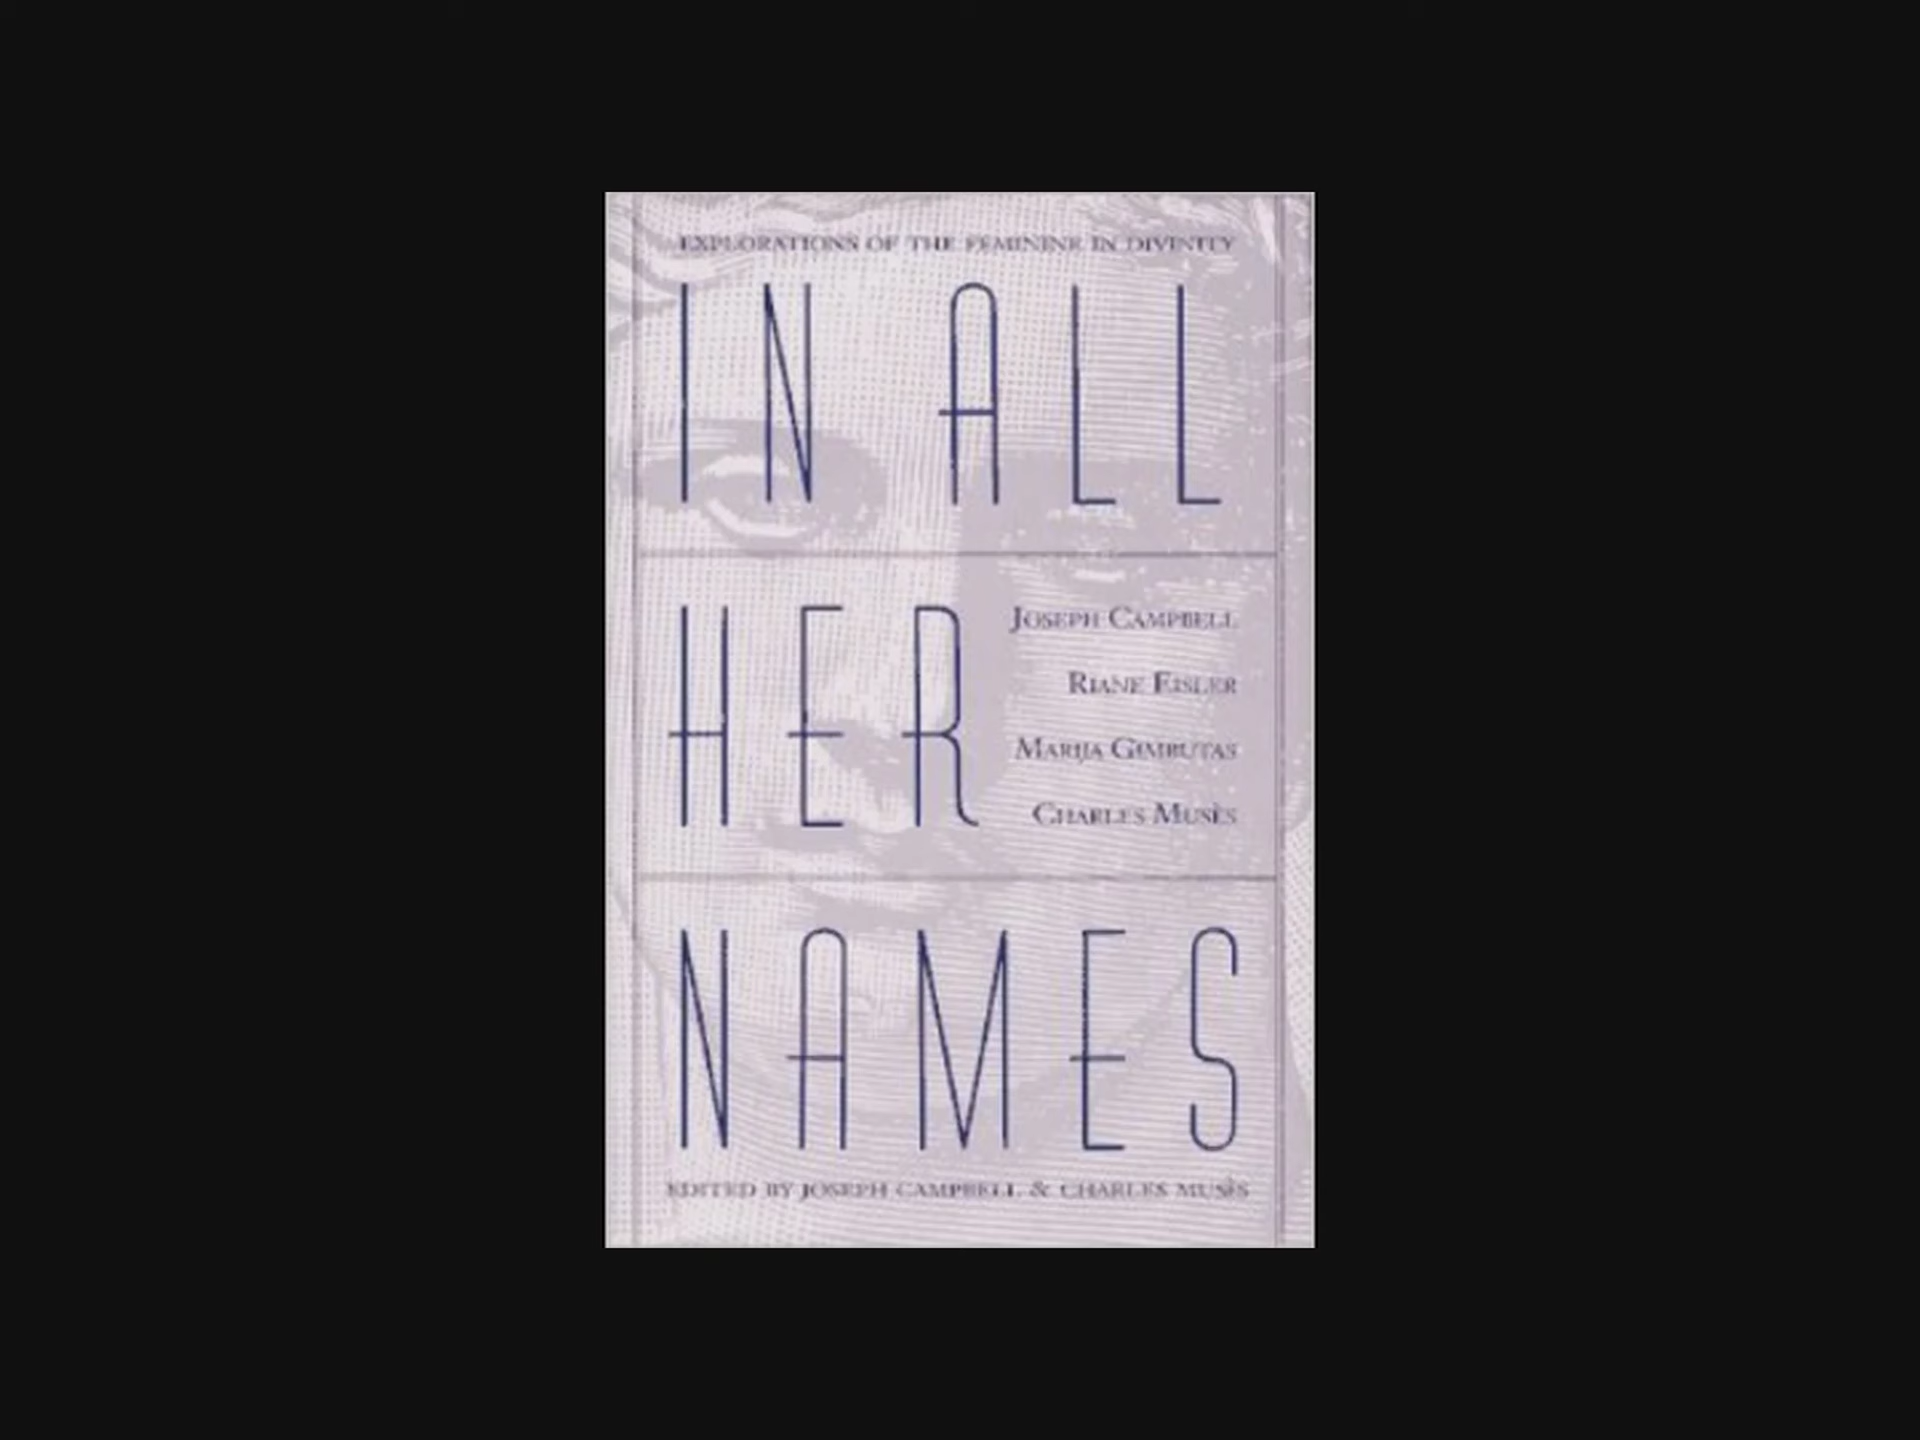 EXPLORATIONS OF THE FEMININE IN DIVINITY
IN ALL
HER
JOSEPH CAMPBELL
RIANE EISLER
MARIJA GIMBUTAS
CHARLES MUSÈS
NAMES
EDITED BY JOSEPH CAMPBELL & CHARLES MUSÈS